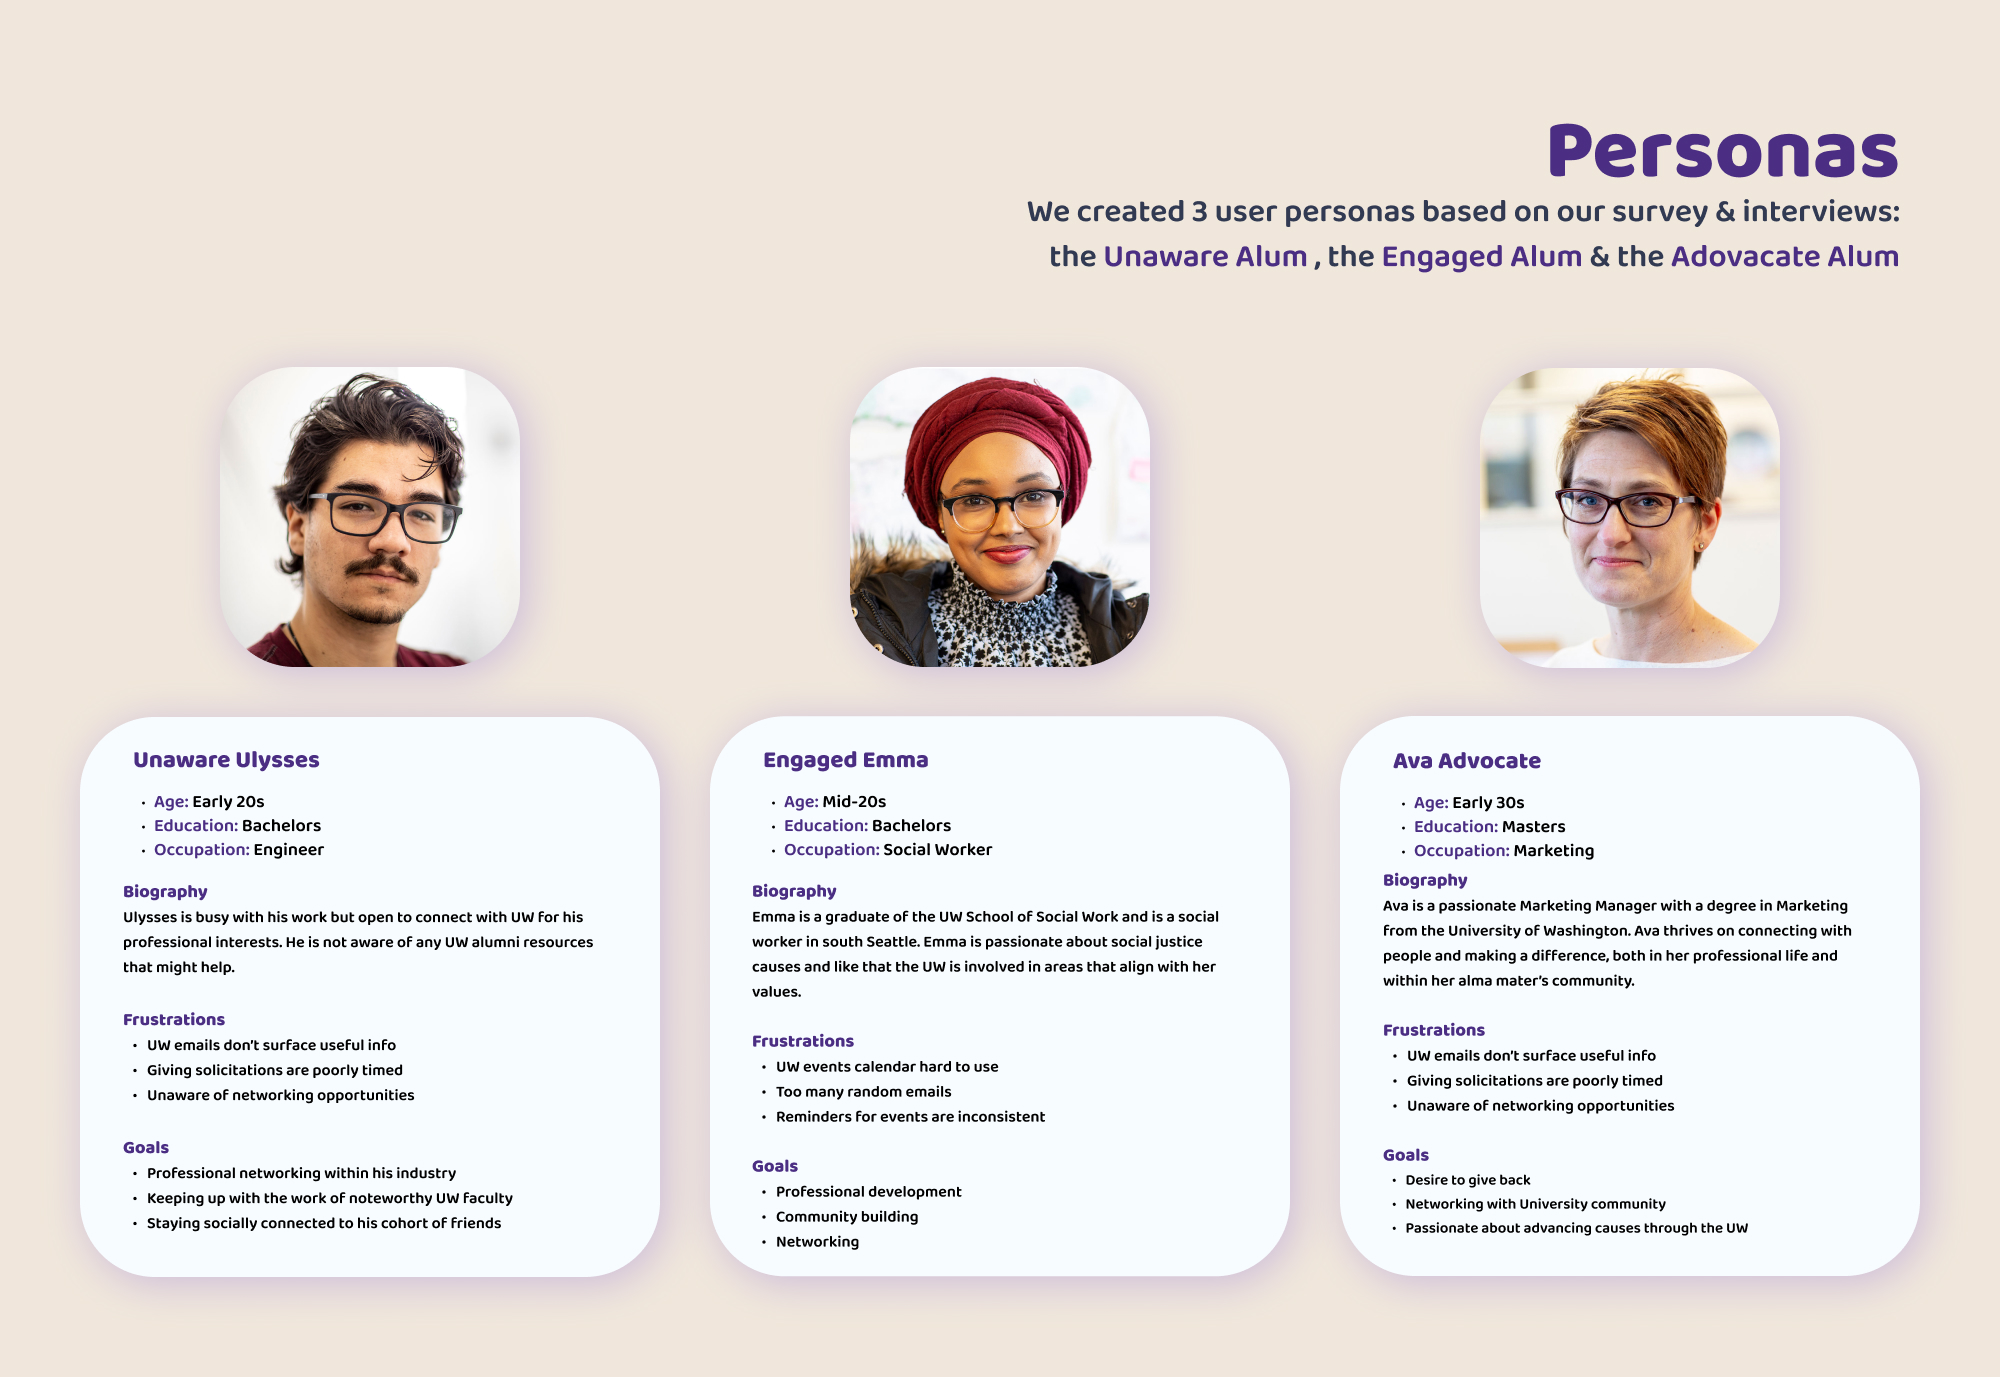 Personas
We created 3 user personas based on our survey & interviews:
the Unaware Alum , the Engaged Alum & the Adovacate Alum
Unaware Ulysses
• Age: Early 20s
• Education: Bachelors
• Occupation: Engineer
Biography
Ulysses is busy with his work but open to connect with UW for his
professional interests. He is not aware of any UW alumni resources
that might help.
Frustrations
• UW emails don't surface useful info
• Giving solicitations are poorly timed
• Unaware of networking opportunities
Goals
• Professional networking within his industry
• Keeping up with the work of noteworthy UW faculty
• Staying socially connected to his cohort of friends
Engaged Emma
• Age: Mid-20s
• Education: Bachelors
• Occupation: Social Worker
Biography
Emma is a graduate of the UW School of Social Work and is a social
worker in south Seattle. Emma is passionate about social justice
causes and like that the UW is involved in areas that align with her
values.
Frustrations
• UW events calendar hard to use
• Too many random emails
• Reminders for events are inconsistent
Goals
• Professional development
• Community building
• Networking
Ava Advocate
• Age: Early 30s
• Education: Masters
• Occupation: Marketing
Biography
Ava is a passionate Marketing Manager with a degree in Marketing
from the University of Washington. Ava thrives on connecting with
people and making a difference, both in her professional life and
within her alma mater's community.
Frustrations
• UW emails don't surface useful info
• Giving solicitations are poorly timed
• Unaware of networking opportunities
Goals
• Desire to give back
• Networking with University community
• Passionate about advancing causes through the UW